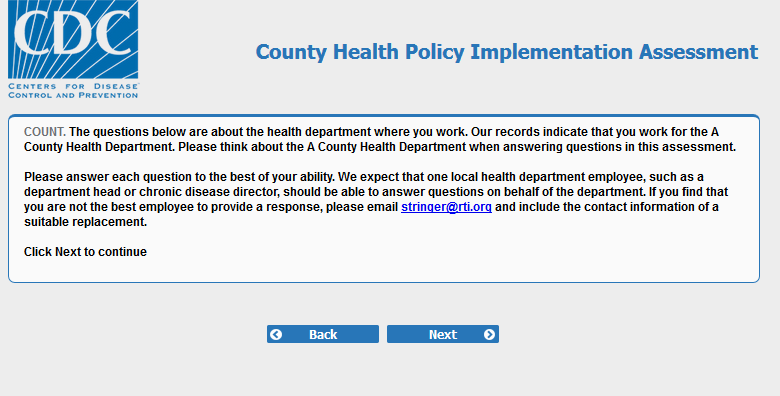 CDC
CENTERS FOR DISEASE
CONTROL AND PREVENTION
County Health Policy Implementation Assessment
COUNT. The questions below are about the health department where you work. Our records indicate that you work for the A
County Health Department. Please think about the A County Health Department when answering questions in this assessment.
Please answer each question to the best of your ability. We expect that one local health department employee, such as a
department head or chronic disease director, should be able to answer questions on behalf of the department. If you find that
you are not the best employee to provide a response, please email stringer@rti.org and include the contact information of a
suitable replacement.
Click Next to continue
Back
Next